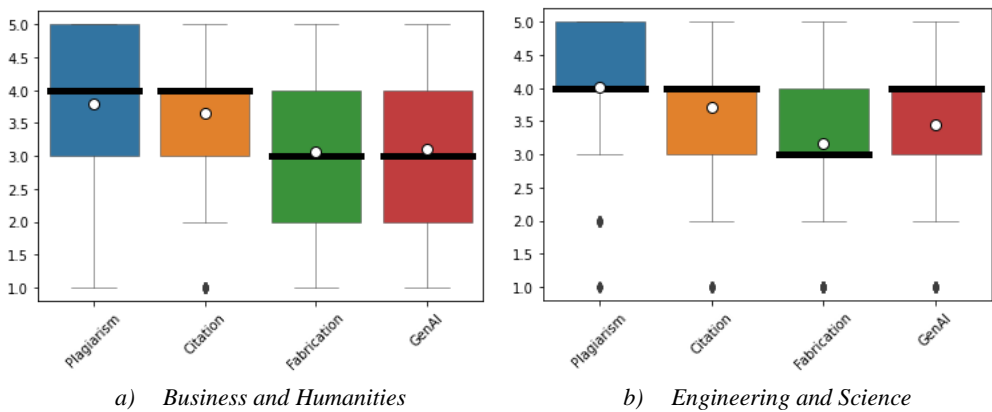 5.0
4.5
4.0
3.5
3.0
2.5
2.0
1.5
1.0
Plagiarism
Citation
Fabrication
GenAI
a) Business and Humanities
5.0
4.5
4.0
3.5
3.0
2.5
2.0
1.5
1.0
Plagiarism
Citation
Fabrication
GenAI
b) Engineering and Science